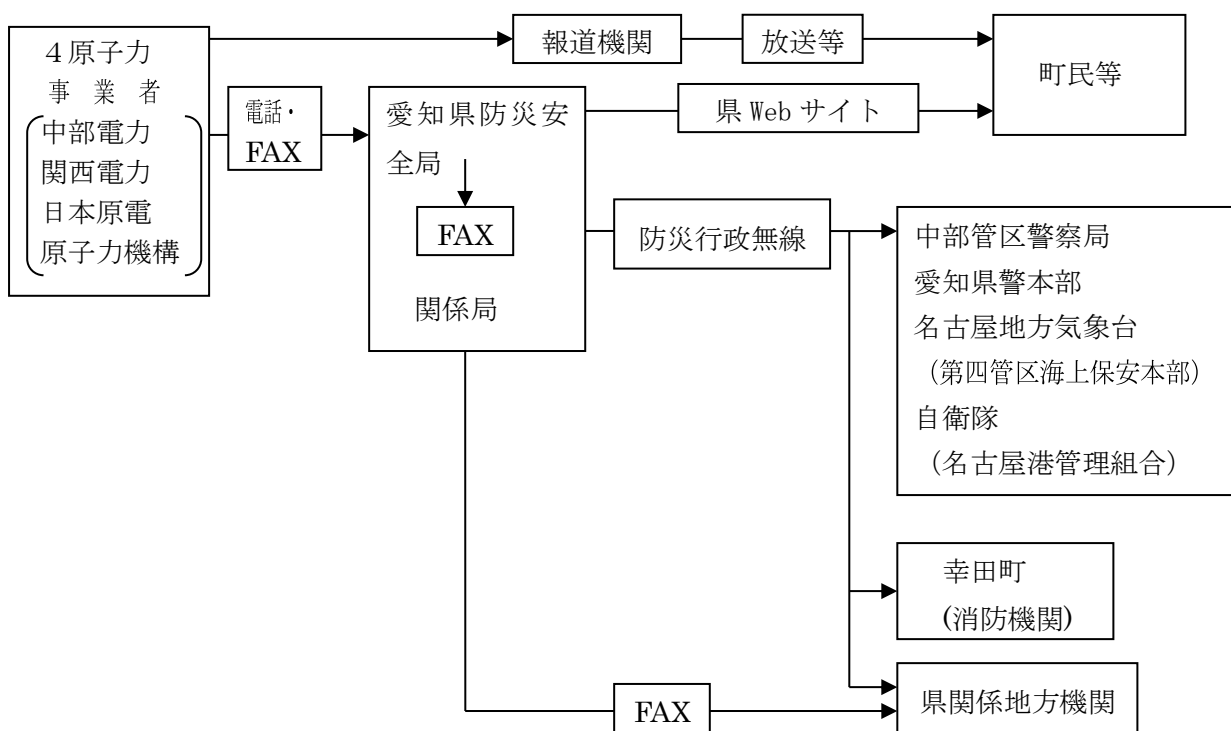 ４原子力
事 業 者
中部電力
関西電力
日本原電
原子力機構
電話・
FAX
報道機関
放送等
町民等
愛知県防災安
全局
FAX
関係局
県 Web サイト
防災行政無線
中部管区警察局
愛知県警本部
名古屋地方気象台
（第四管区海上保安本部）
自衛隊
（名古屋港管理組合）
幸田町
(消防機関)
FAX
県関係地方機関